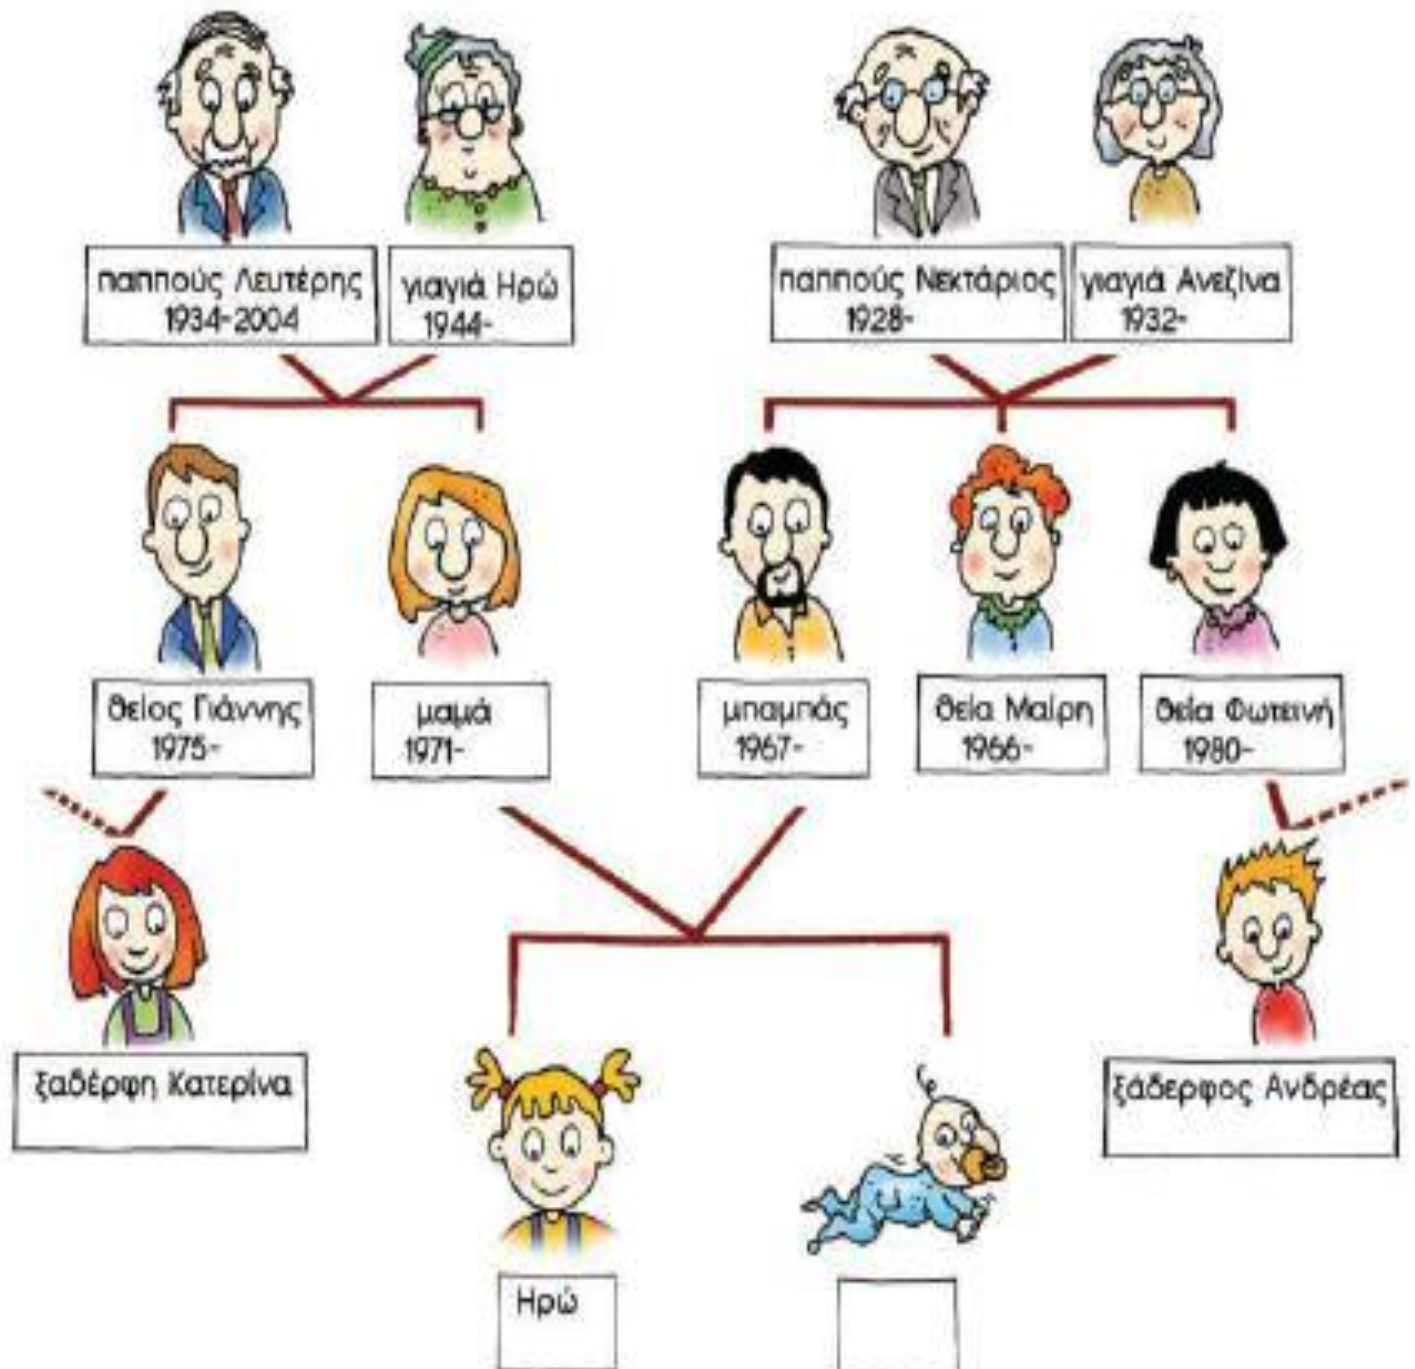 παππούς Λευτέρης
1934-2004
γιαγιά Ηρώ
1944-
παππούς Νεκτάριος
1928-
γιαγιά Ανεζίνα
1932-
θείος Γιάννης
1975-
μαμά
1971-
μπαμπάς
1967-
θεία Μαίρη
1966-
θεία Φωτεινή
1980-
ξαδέρφη Κατερίνα
ξάδερφος Ανδρέας
Ηρώ